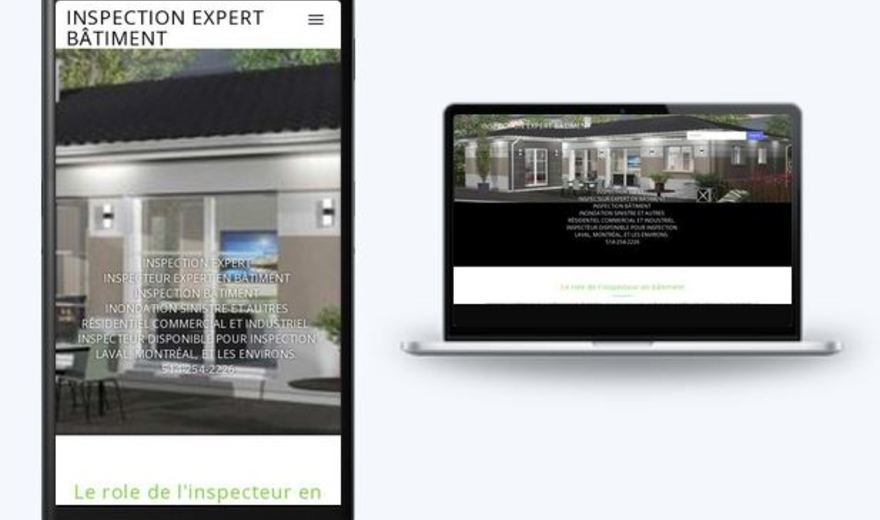 INSPECTION EXPERT
BÂTIMENT
INSPECTION EXPERT
INSPECTEUR EXPERT EN BÂTIMENT
INSPECTION BÂTIMENT
INONDATION SINISTRE ET AUTRES
RÉSIDENTIEL COMMERCIAL ET INDUSTRIEL
INSPECTEUR DISPONIBLE POUR INSPECTION
LAVAL, MONTRÉAL, ET LES ENVIRONS.
514-254-2226
Le role de l'inspecteur en
INSPECTION EXPERT BÂTIMENT
INSPECTION EXPERT
INSPECTEUR EXPERT EN BÂTIMENT
INSPECTION BÂTIMENT
INONDATION SINISTRE ET AUTRES
RÉSIDENTIEL COMMERCIAL ET INDUSTRIEL
INSPECTEUR DISPONIBLE POUR INSPECTION
LAVAL, MONTRÉAL, ET LES ENVIRONS.
514-254-2226
Le role de l'inspecteur en bâtiment